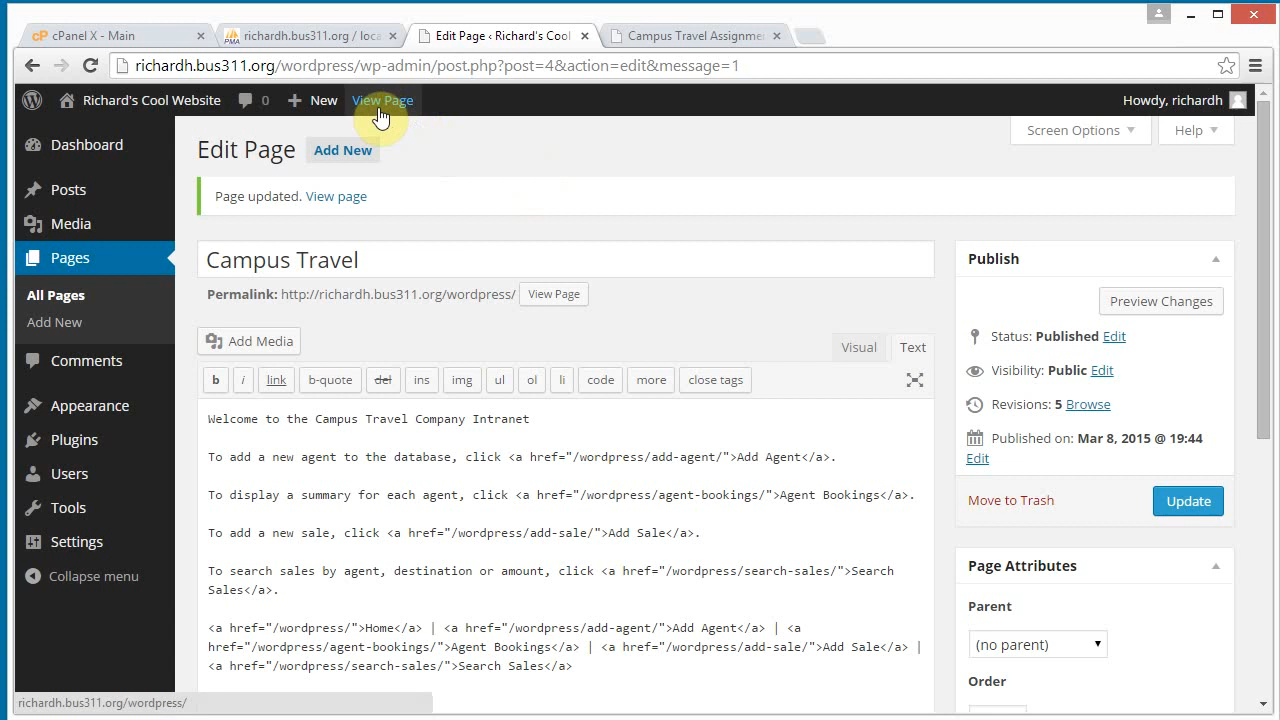 cPanel X - Main
richardh.bus311.org / loca
Edit Page ‹ Richard's Cool
Campus Travel Assignme
richardh.bus311.org/wordpress/wp-admin/post.php?post=4&action=edit&message=1
Richard's Cool Website 0 New View Page Howdy, richardh
Dashboard
Posts
Media
Pages
All Pages
Add New
Comments
Appearance
Plugins
Users
Tools
Settings
Collapse menu
Screen Options Help
Edit Page Add New
Page updated. View page
Campus Travel
Permalink: http://richardh.bus311.org/wordpress/ View Page
Add Media
Visual Text
b i link b-quote del ins img ul ol li code more close tags
Welcome to the Campus Travel Company Intranet
To add a new agent to the database, click <a href="/wordpress/add-agent/">Add Agent</a>.
To display a summary for each agent, click <a href="/wordpress/agent-bookings/">Agent Bookings</a>.
To add a new sale, click <a href="/wordpress/add-sale/">Add Sale</a>.
To search sales by agent, destination or amount, click <a href="/wordpress/search-sales/">Search
Sales</a>.
<a href="/wordpress/">Home</a> | <a href="/wordpress/add-agent/">Add Agent</a> | <a
href="/wordpress/agent-bookings/">Agent Bookings</a> | <a href="/wordpress/add-sale/">Add Sale</a> |
<a href="/wordpress/search-sales/">Search Sales</a>
Publish
Preview Changes
Status: Published Edit
Visibility: Public Edit
Revisions: 5 Browse
Published on: Mar 8, 2015 @ 19:44
Edit
Move to Trash Update
Page Attributes
Parent
(no parent)
Order
richardh.bus311.org/wordpress/